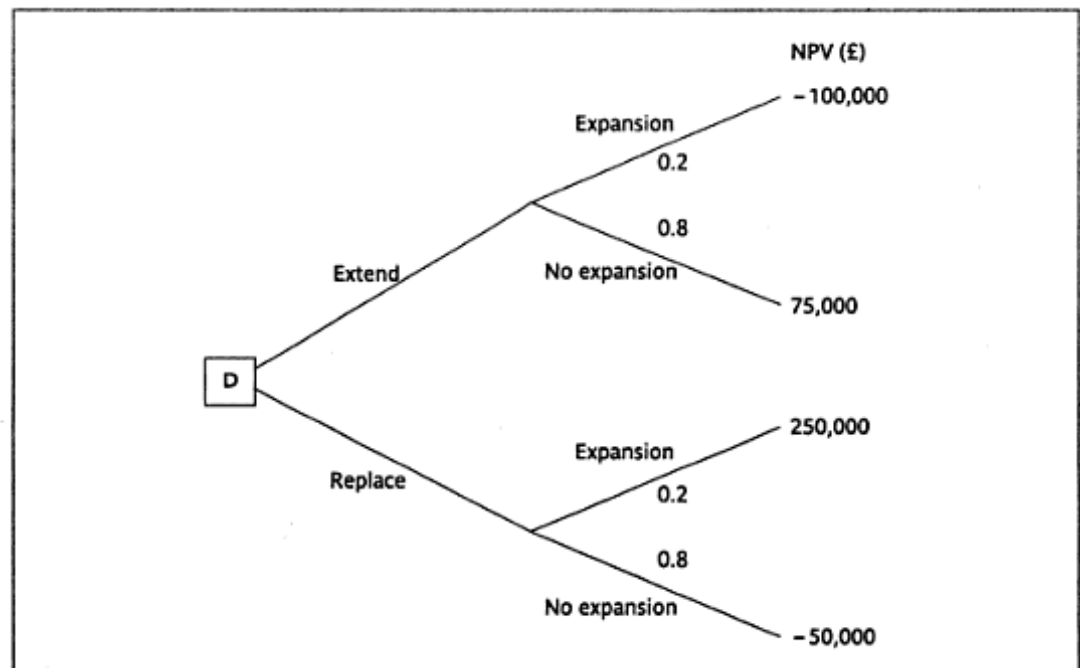 NPV (£)
−100,000
Expansion
0.2
0.8
No expansion
75,000
Extend
D
Replace
250,000
Expansion
0.2
0.8
No expansion
−50,000